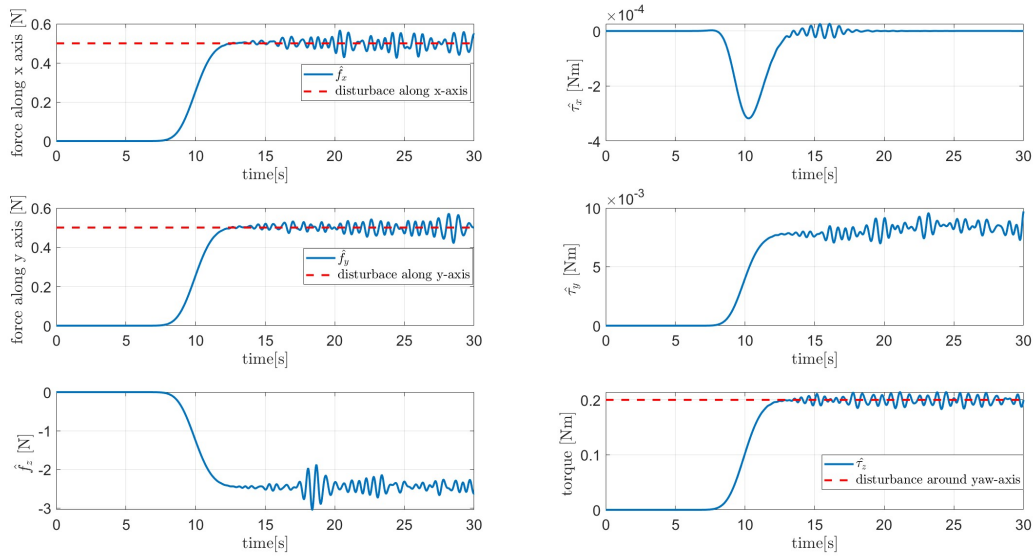 force along x axis [N]
0.6
0.4
0.2
0
f̂x
disturbace along x-axis
0 5 10 15 20 25 30
time[s]
×10⁻⁴
τ̂x [Nm]
0
-2
-4
0 5 10 15 20 25 30
time[s]
force along y axis [N]
0.6
0.4
0.2
0
f̂y
disturbace along y-axis
0 5 10 15 20 25 30
time[s]
×10⁻³
τ̂y [Nm]
10
5
0
0 5 10 15 20 25 30
time[s]
f̂z [N]
0
-1
-2
-3
0 5 10 15 20 25 30
time[s]
torque [Nm]
0.2
0.1
0
τ̂z
disturbance around yaw-axis
0 5 10 15 20 25 30
time[s]